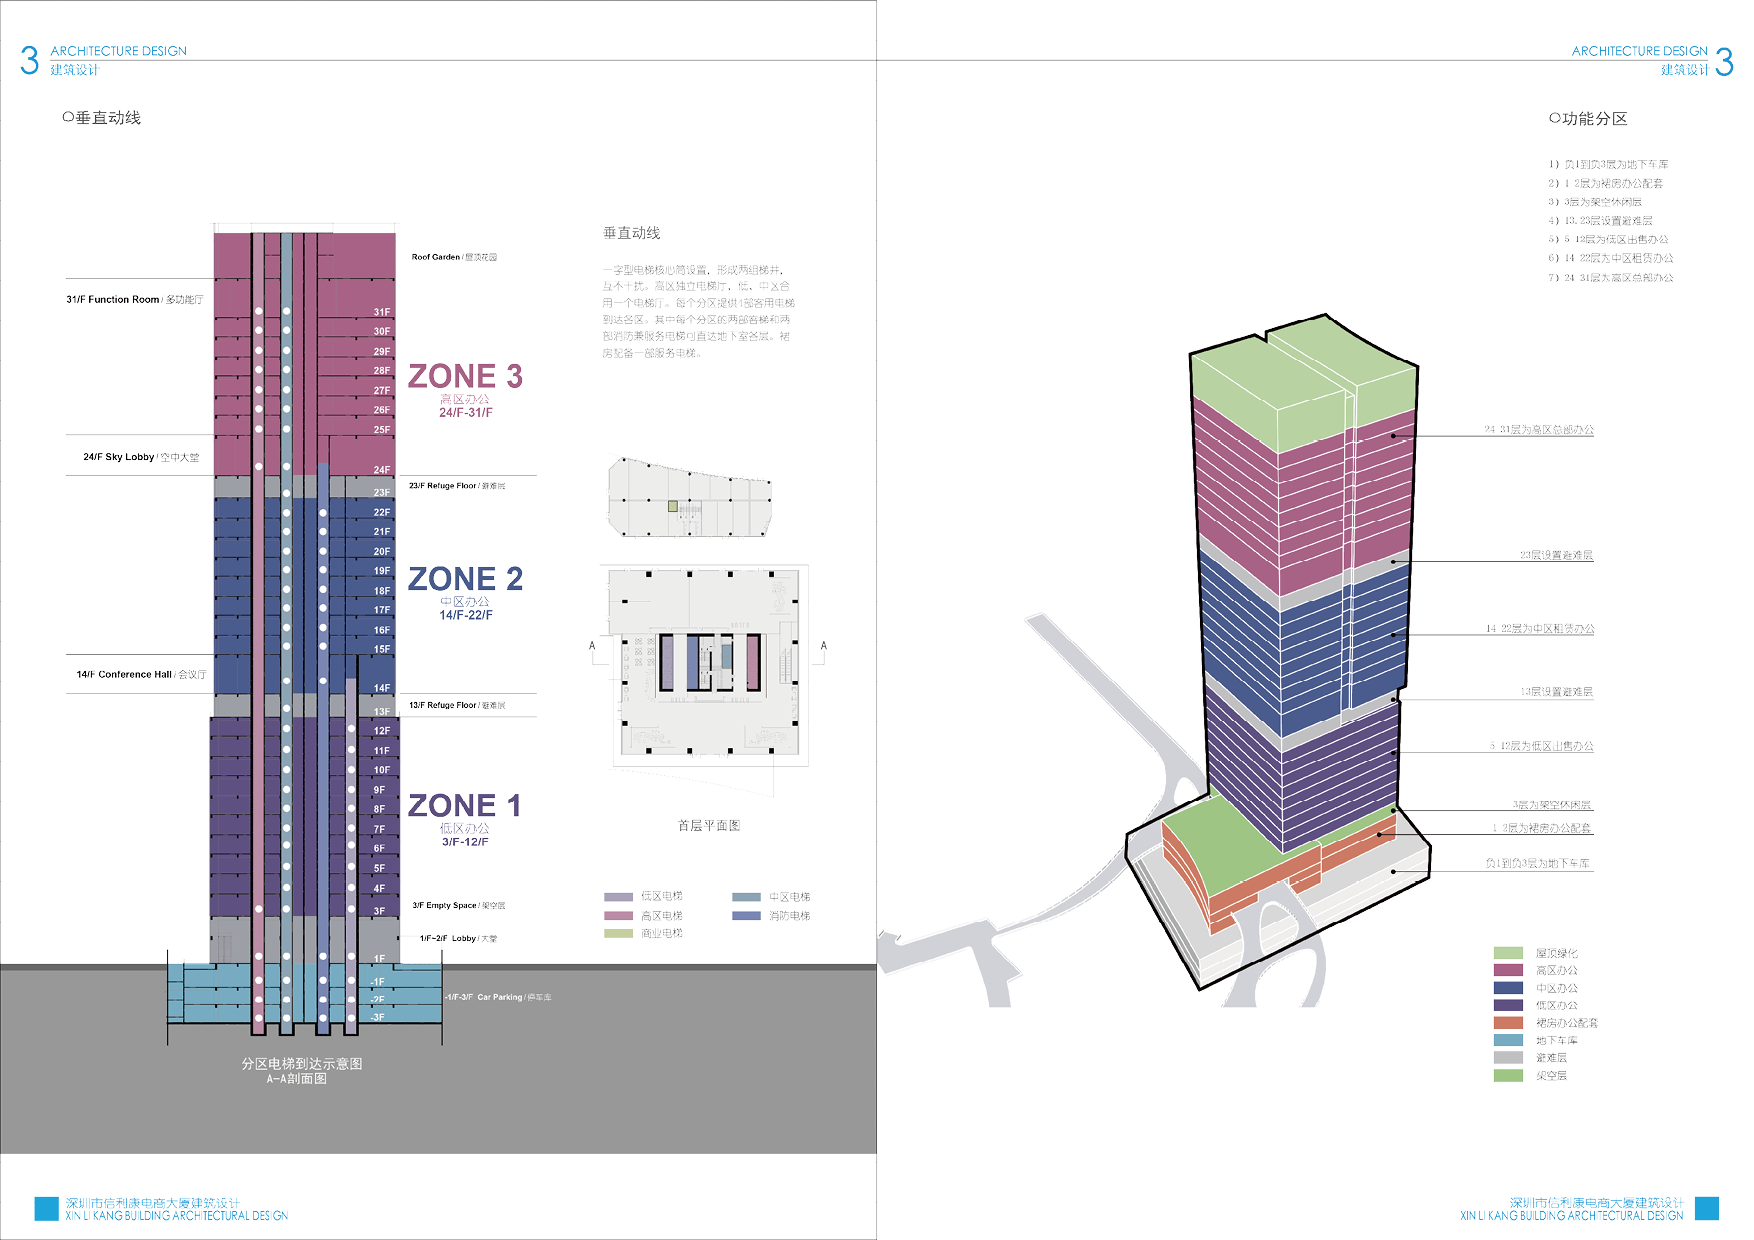 3
ARCHITECTURE DESIGN
建筑设计
○垂直动线
31/F Function Room / 多功能厅
24/F Sky Lobby / 空中大堂
14/F Conference Hall / 会议厅
31F
30F
29F
28F
27F
26F
25F
24F
23F
22F
21F
20F
19F
18F
17F
16F
15F
14F
13F
12F
11F
10F
9F
8F
7F
6F
5F
4F
3F
1F
-1F
-2F
-3F
Roof Garden / 屋顶花园
ZONE 3
高区办公
24/F-31/F
23/F Refuge Floor / 避难层
ZONE 2
中区办公
14/F-22/F
13/F Refuge Floor / 避难层
ZONE 1
低区办公
3/F-12/F
3/F Empty Space / 架空层
1/F~2/F Lobby / 大堂
-1/F-3/F Car Parking / 停车库
分区电梯到达示意图
A-A剖面图
垂直动线
一字型电梯核心筒设置，形成两组梯井，
互不干扰。高区独立电梯厅，低、中区合
用一个电梯厅。每个分区提供4部客用电梯
到达各区。其中每个分区的两部客梯和两
部消防兼服务电梯可直达地下室各层。裙
房配备一部服务电梯。
A
A
首层平面图
低区电梯
中区电梯
高区电梯
消防电梯
商业电梯
深圳市信利康电商大厦建筑设计
XIN LI KANG BUILDING ARCHITECTURAL DESIGN
ARCHITECTURE DESIGN
建筑设计
3
○功能分区
1）负1到负3层为地下车库
2）1 2层为裙房办公配套
3）3层为架空休闲层
4）13.23层设置避难层
5）5 12层为低区出售办公
6）14 22层为中区租赁办公
7）24 31层为高区总部办公
24 31层为高区总部办公
23层设置避难层
14 22层为中区租赁办公
13层设置避难层
5 12层为低区出售办公
3层为架空休闲层
1 2层为裙房办公配套
负1到负3层为地下车库
屋顶绿化
高区办公
中区办公
低区办公
裙房办公配套
地下车库
避难层
架空层
深圳市信利康电商大厦建筑设计
XIN LI KANG BUILDING ARCHITECTURAL DESIGN